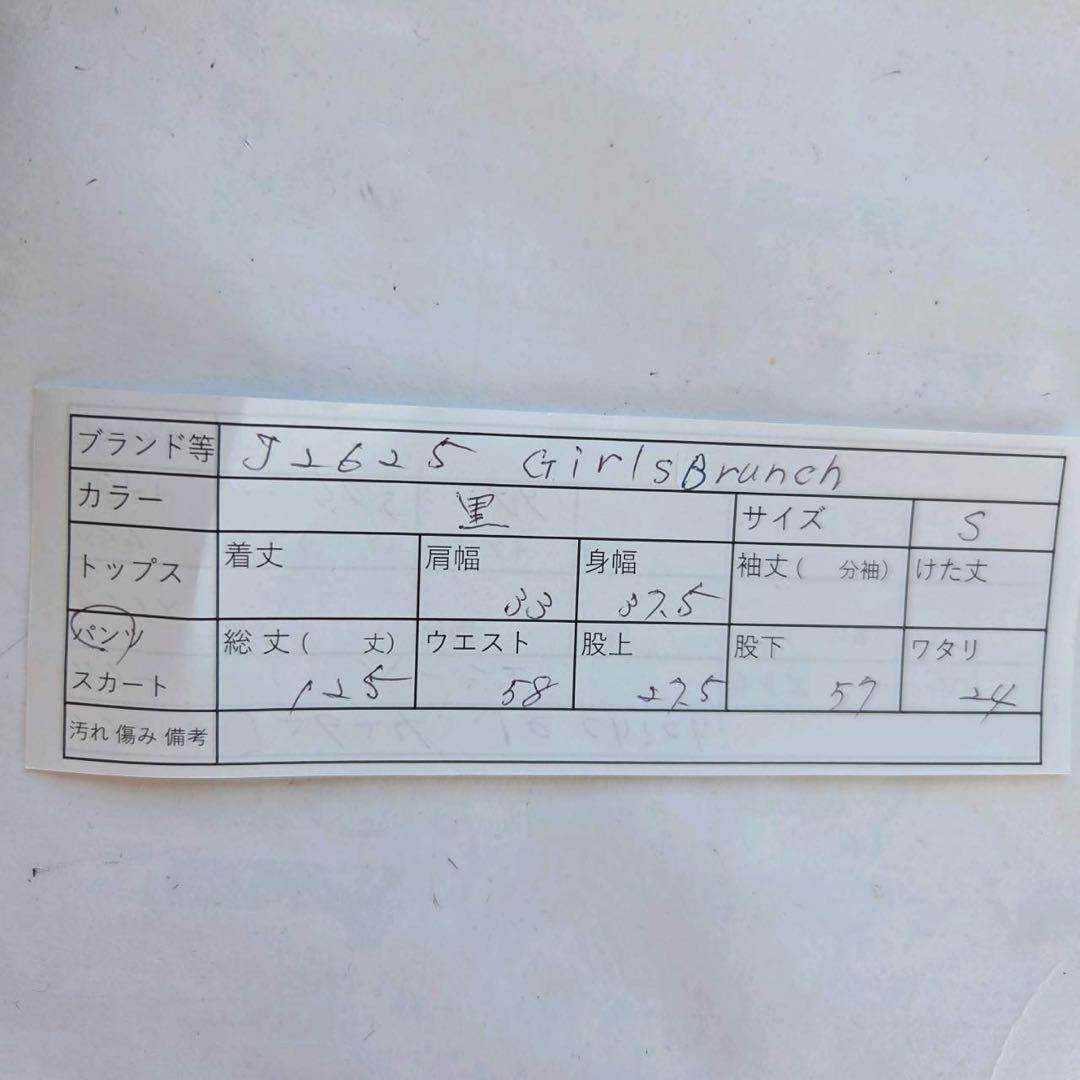 ブランド等 J2625 GirlsBrunch
カラー 黒 サイズ S
トップス 着丈 肩幅 33 身幅 37.5 袖丈( 分袖) けた丈
パンツ 総丈( 丈) 125 ウエスト 58 股上 27.5 股下 57 ワタリ 24
スカート
汚れ 傷み 備考